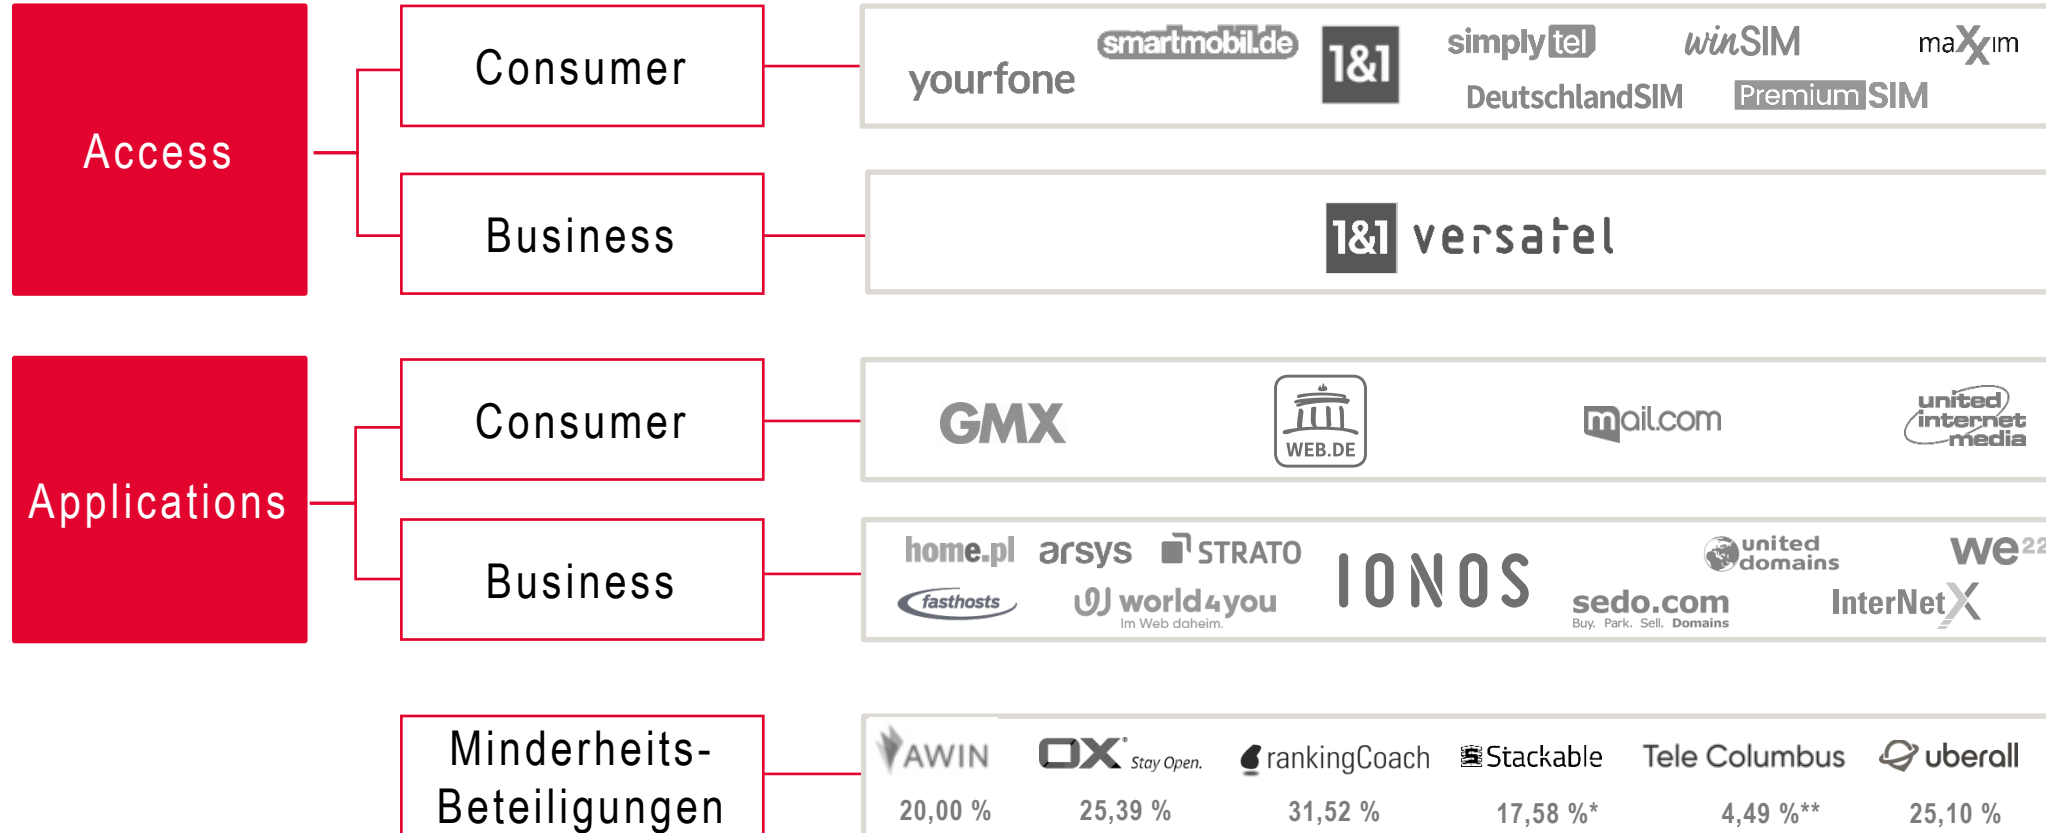 Access
Consumer
yourfone
smartmobil.de
1&1
simply tel
winSIM
maXXim
DeutschlandSIM
Premium SIM
Business
1&1 versatel
Applications
Consumer
GMX
WEB.DE
mail.com
united
internet
media
Business
home.pl
arsys
STRATO
IONOS
united
domains
we22
fasthosts
world4you
Im Web daheim.
sedo.com
Buy. Park. Sell. Domains
InterNetX
Minderheits-
Beteiligungen
AWIN
OX® Stay Open.
rankingCoach
Stackable
Tele Columbus
uberall
20,00 %
25,39 %
31,52 %
17,58 %*
4,49 %**
25,10 %